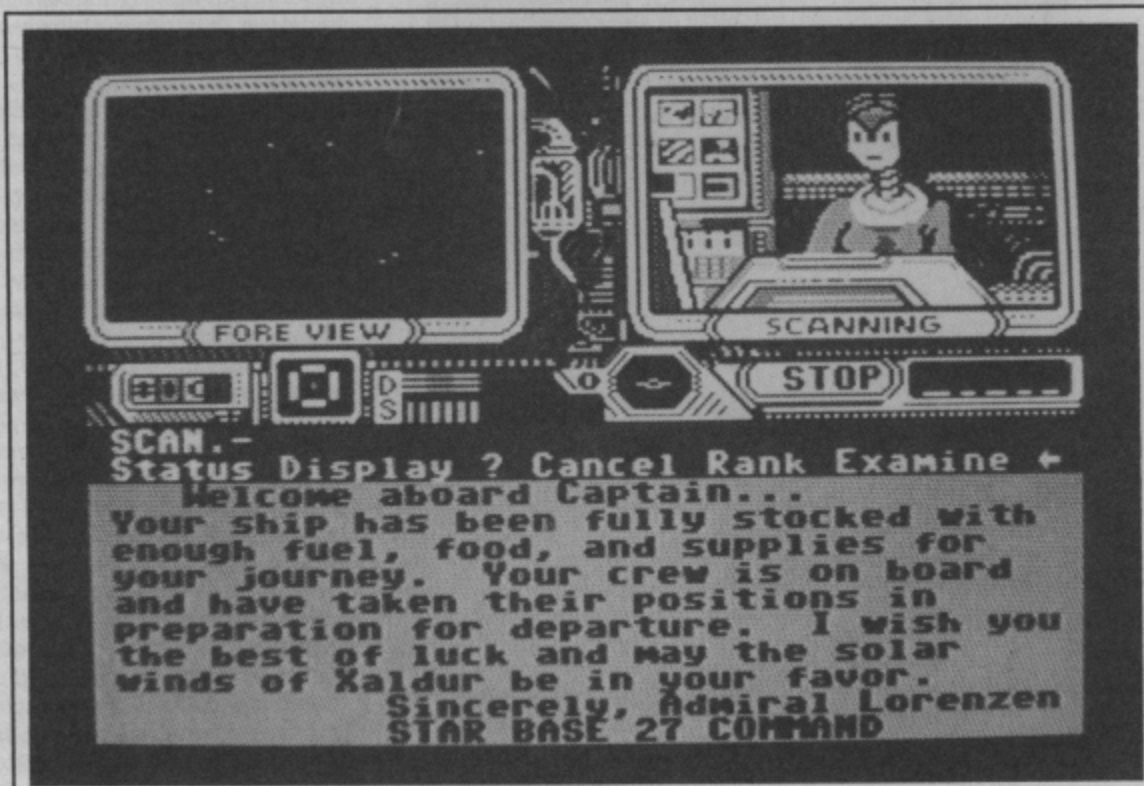 FORE VIEW
SCANNING
D
S
STOP
SCAN.-
Status Display ? Cancel Rank Examine ←
Welcome aboard Captain...
Your ship has been fully stocked with
enough fuel, food, and supplies for
your journey.  Your crew is on board
and have taken their positions in
preparation for departure.  I wish you
the best of luck and may the solar
winds of Xaldur be in your favor.
Sincerely, Admiral Lorenzen
STAR BASE 27 COMMAND